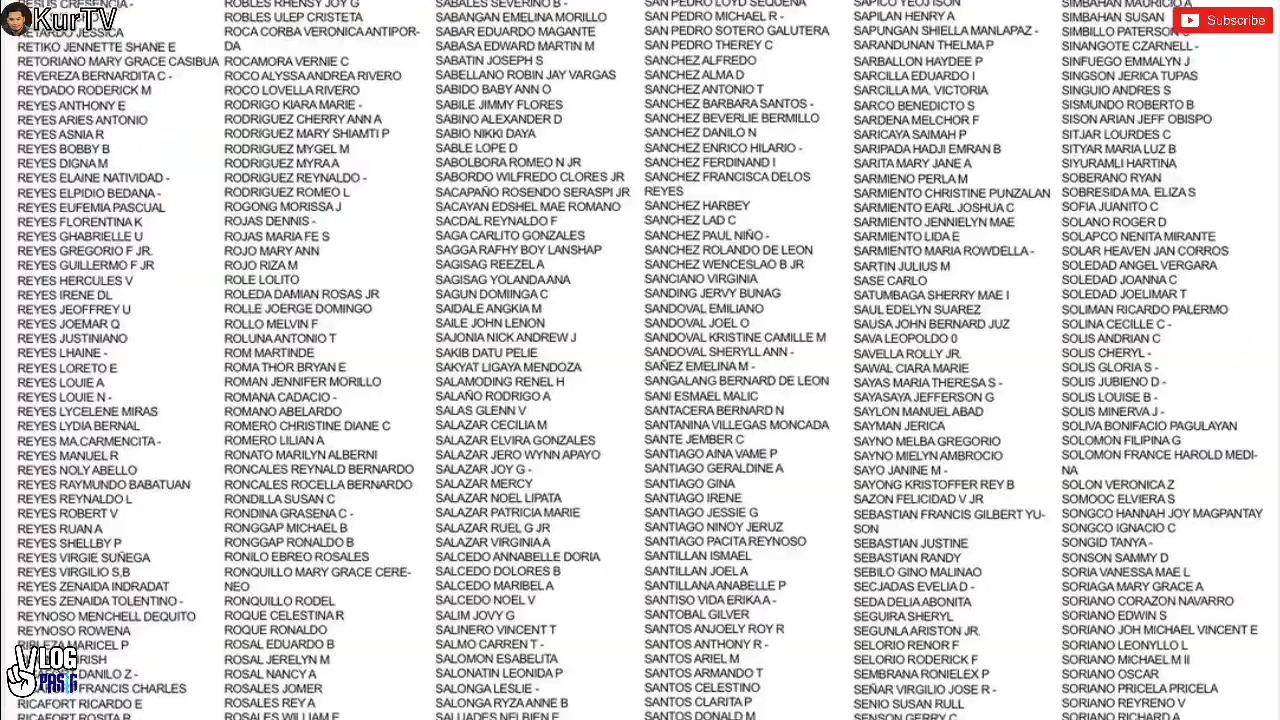 KurTV
Subscribe
VLOG
PASIG
RETARDO JESSICA
RETIKO JENNETTE SHANE E
RETORIANO MARY GRACE CASIBUA
REVEREZA BERNARDITA C -
REYDADO RODERICK M
REYES ANTHONY E
REYES ARIES ANTONIO
REYES ASNIA R
REYES BOBBY B
REYES DIGNA M
REYES ELAINE NATIVIDAD -
REYES ELPIDIO BEDANA -
REYES EUFEMIA PASCUAL
REYES FLORENTINA K
REYES GHABRIELLE U
REYES GREGORIO F JR.
REYES GUILLERMO F JR
REYES HERCULES V
REYES IRENE DL
REYES JEOFFREY U
REYES JOEMAR Q
REYES JUSTINIANO
REYES LHAINE -
REYES LORETO E
REYES LOUIE A
REYES LOUIE N -
REYES LYCELENE MIRAS
REYES LYDIA BERNAL
REYES MA.CARMENCITA -
REYES MANUEL R
REYES NOLY ABELLO
REYES RAYMUNDO BABATUAN
REYES REYNALDO L
REYES ROBERT V
REYES RUAN A
REYES SHELLBY P
REYES VIRGIE SUÑEGA
REYES VIRGILIO S,B
REYES ZENAIDA INDRADAT
REYES ZENAIDA TOLENTINO -
REYNOSO MENCHELL DEQUITO
REYNOSO ROWENA
MARICEL P
RISH
DANILO Z -
FRANCIS CHARLES
RICAFORT RICARDO E
RICAFORT ROSITA R
ROBLES RHENSY JOY G
ROBLES ULEP CRISTETA
ROCA CORBA VERONICA ANTIPOR-
DA
ROCAMORA VERNIE C
ROCO ALYSSA ANDREA RIVERO
ROCO LOVELLA RIVERO
RODRIGO KIARA MARIE -
RODRIGUEZ CHERRY ANN A
RODRIGUEZ MARY SHIAMTI P
RODRIGUEZ MYGEL M
RODRIGUEZ MYRA A
RODRIGUEZ REYNALDO -
RODRIGUEZ ROMEO L
ROGONG MORISSA J
ROJAS DENNIS -
ROJAS MARIA FE S
ROJO MARY ANN
ROJO RIZA M
ROLE LOLITO
ROLEDA DAMIAN ROSAS JR
ROLLE JOERGE DOMINGO
ROLLO MELVIN F
ROLUNA ANTONIO T
ROM MARTINDE
ROMA THOR BRYAN E
ROMAN JENNIFER MORILLO
ROMANA CADACIO -
ROMANO ABELARDO
ROMERO CHRISTINE DIANE C
ROMERO LILIAN A
RONATO MARILYN ALBERNI
RONCALES REYNALD BERNARDO
RONCALES ROCELLA BERNARDO
RONDILLA SUSAN C
RONDINA GRASENA C -
RONGGAP MICHAEL B
RONGGAP RONALDO B
RONILO EBREO ROSALES
RONQUILLO MARY GRACE CERE-
NEO
RONQUILLO RODEL
ROQUE CELESTINA R
ROQUE RONALDO
ROSAL EDUARDO B
ROSAL JERELYN M
ROSAL NANCY A
ROSALES JOMER
ROSALES REY A
ROSALES WILLIAM E
SABALES SEVERINO B -
SABANGAN EMELINA MORILLO
SABAR EDUARD MAGANTE
SABASA EDWARD MARTIN M
SABATIN JOSEPH S
SABELLANO ROBIN JAY VARGAS
SABIDO BABY ANN O
SABILE JIMMY FLORES
SABINO ALEXANDER D
SABIO NIKKI DAYA
SABLE LOPE D
SABOLBORA ROMEO N JR
SABORDO WILFREDO CLORES JR
SACAPAÑO ROSENDO SERASPI JR
SACAYAN EDSHEL MAE ROMANO
SACDAL REYNALDO F
SAGA CARLITO GONZALES
SAGGA RAFHY BOY LANSHAP
SAGISAG REEZEL A
SAGISAG YOLANDA ANA
SAGUN DOMIINGA C
SAIDALE ANGKIA M
SAILE JOHN LENON
SAJONIA NICK ANDREW J
SAKIB DATU PELIE
SAKYAT LIGAYA MENDOZA
SALAMODING RENEL H
SALAÑO RODRIGO A
SALAS GLENN V
SALAZAR CECILIA M
SALAZAR ELVIRA GONZALES
SALAZAR JERO WYNN APAYO
SALAZAR JOY G -
SALAZAR MERCY
SALAZAR NOEL LIPATA
SALAZAR PATRICIA MARIE
SALAZAR RUEL G JR
SALAZAR VIRGINIA A
SALCEDO ANNABELLE DORIA
SALCEDO DOLORES B
SALCEDO MARIBEL A
SALCEDO NOEL V
SALIM JOVY G
SALINERO VINCENT T
SALMO CARREN T -
SALOMON ESABELITA
SALONATIN LEONIDA P
SALONGA LESLIE -
SALONGA RYZA ANNE B
SALUADES NELBIEN E
SAN PEDRO LOYD SEQUENA
SAN PEDRO MICHAEL R -
SAN PEDRO SOTERO GALUTERA
SAN PEDRO THEREY C
SANCHEZ ALFREDO
SANCHEZ ALMA D
SANCHEZ ANTONIO T
SANCHEZ BARBARA SANTOS -
SANCHEZ BEVERLIE BERMILLO
SANCHEZ DANILO N
SANCHEZ ENRICO HILARIO -
SANCHEZ FERDINAND I
SANCHEZ FRANCISCA DELOS
REYES
SANCHEZ HARBEY
SANCHEZ LAD C
SANCHEZ PAUL NIÑO -
SANCHEZ ROLANDO DE LEON
SANCHEZ WENCESLAO B JR
SANCIANO VIRGINIA
SANDING JERVY BUNAG
SANDOVAL EMILIANO
SANDOVAL JOEL O
SANDOVAL KRISTINE CAMILLE M
SANDOVAL SHERYLL ANN -
SAÑEZ EMELINA M -
SANGALANG BERNARD DE LEON
SANI ESMAEL MALIC
SANTACERA BERNARD N
SANTANINA VILLEGAS MONCADA
SANTE JEMBER C
SANTIAGO AINA VAME P
SANTIAGO GERALDINE A
SANTIAGO GINA
SANTIAGO IRENE
SANTIAGO JESSIE G
SANTIAGO NINOY JERUZ
SANTIAGO PACITA REYNOSO
SANTILLAN ISMAEL
SANTILLAN JOEL A
SANTILLANA ANABELLE P
SANTISO VIDA ERIKA A -
SANTOBAL GILVER
SANTOS ANJOELY ROY R
SANTOS ANTHONY R -
SANTOS ARIEL M
SANTOS ARMANDO T
SANTOS CELESTINO
SANTOS CLARITA P
SANTOS DONALD M
SAPICO YEOJ ISON
SAPILAN HENRY A
SAPUNGAN SHIELLA MANLAPAZ -
SARANDUNAN THELMA P
SARBALLON HAYDEE P
SARCILLA EDUARDO I
SARCILLA MA. VICTORIA
SARCO BENEDICTO S
SARDENA MELCHOR F
SARICAYA SAIMAH P
SARIPADA HADJI EMRAN B
SARITA MARY JANE A
SARMIENO PERLA M
SARMIENTO CHRISTINE PUNZALAN
SARMIENTO EARL JOSHUA C
SARMIENTO JENNIELYN MAE
SARMIENTO LIDA E
SARMIENTO MARIA ROWDELLA -
SARTIN JULIUS M
SASE CARLO
SATUMBAGA SHERRY MAE I
SAUL EDELYN SUAREZ
SAUSA JOHN BERNARD JUZ
SAVA LEOPOLDO 0
SAVELLA ROLLY JR.
SAWAL CIARA MARIE
SAYAS MARIA THERESA S -
SAYASAYA JEFFERSON G
SAYLON MANUEL ABAD
SAYMAN JERICA
SAYNO MELBA GREGORIO
SAYNO MIELYN AMBROCIO
SAYO JANINE M -
SAYONG KRISTOFFER REY B
SAZON FELICIDAD V JR
SEBASTIAN FRANCIS GILBERT YU-
SON
SEBASTIAN JUSTINE
SEBASTIAN RANDY
SEBILO GINO MALINAO
SECJADAS EVELIA D -
SEDA DELIA ABONITA
SEGUIRA SHERYL
SEGUNLA ARISTON JR.
SELORIO RENOR F
SELORIO RODERICK F
SEMBRANA RONIELEX P
SEÑAR VIRGILIO JOSE R -
SENIO SUSAN RULL
SENSON GERRY C
SIMBAHAN MAURICIO A
SIMBAHAN SUSAN
SIMBILLO PATERSON
SINANGOTE CZARNELL -
SINFUEGO EMMALYN J
SINGSON JERICA TUPAS
SINGUIO ANDRES S
SISMUNDO ROBERTO B
SISON ARIAN JEFF OBISPO
SITJAR LOURDES C
SITYAR MARIA LUZ B
SIYURAMLI HARTINA
SOBERANO RYAN
SOBRESIDA MA. ELIZA S
SOFIA JUANITO C
SOLANO ROGER D
SOLAPCO NENITA MIRANTE
SOLAR HEAVEN JAN CORROS
SOLEDAD ANGEL VERGARA
SOLEDAD JOANNA C
SOLEDAD JOELIMAR T
SOLIMAN RICARDO PALERMO
SOLINA CECILLE C -
SOLIS ANDRIAN C
SOLIS CHERYL -
SOLIS GLORIA S -
SOLIS JUBIENO D -
SOLIS LOUISE B -
SOLIS MINERVA J -
SOLIVA BONIFACIO PAGULAYAN
SOLOMON FILIPINA G
SOLOMON FRANCE HAROLD MEDI-
NA
SOLON VERONICA Z
SOMOOC ELVIERA S
SONGCO HANNAH JOY MAGPANTAY
SONGCO IGNACIO C
SONGID TANYA -
SONSON SAMMY D
SORIA VANESSA MAE L
SORIAGA MARY GRACE A
SORIANO CORAZON NAVARRO
SORIANO EDWIN S
SORIANO JOH MICHAEL VINCENT E
SORIANO LEONYLLO L
SORIANO MICHAEL M II
SORIANO OSCAR
SORIANO PRICELA PRICELA
SORIANO REYRENO V
SORIANO RICHARD A